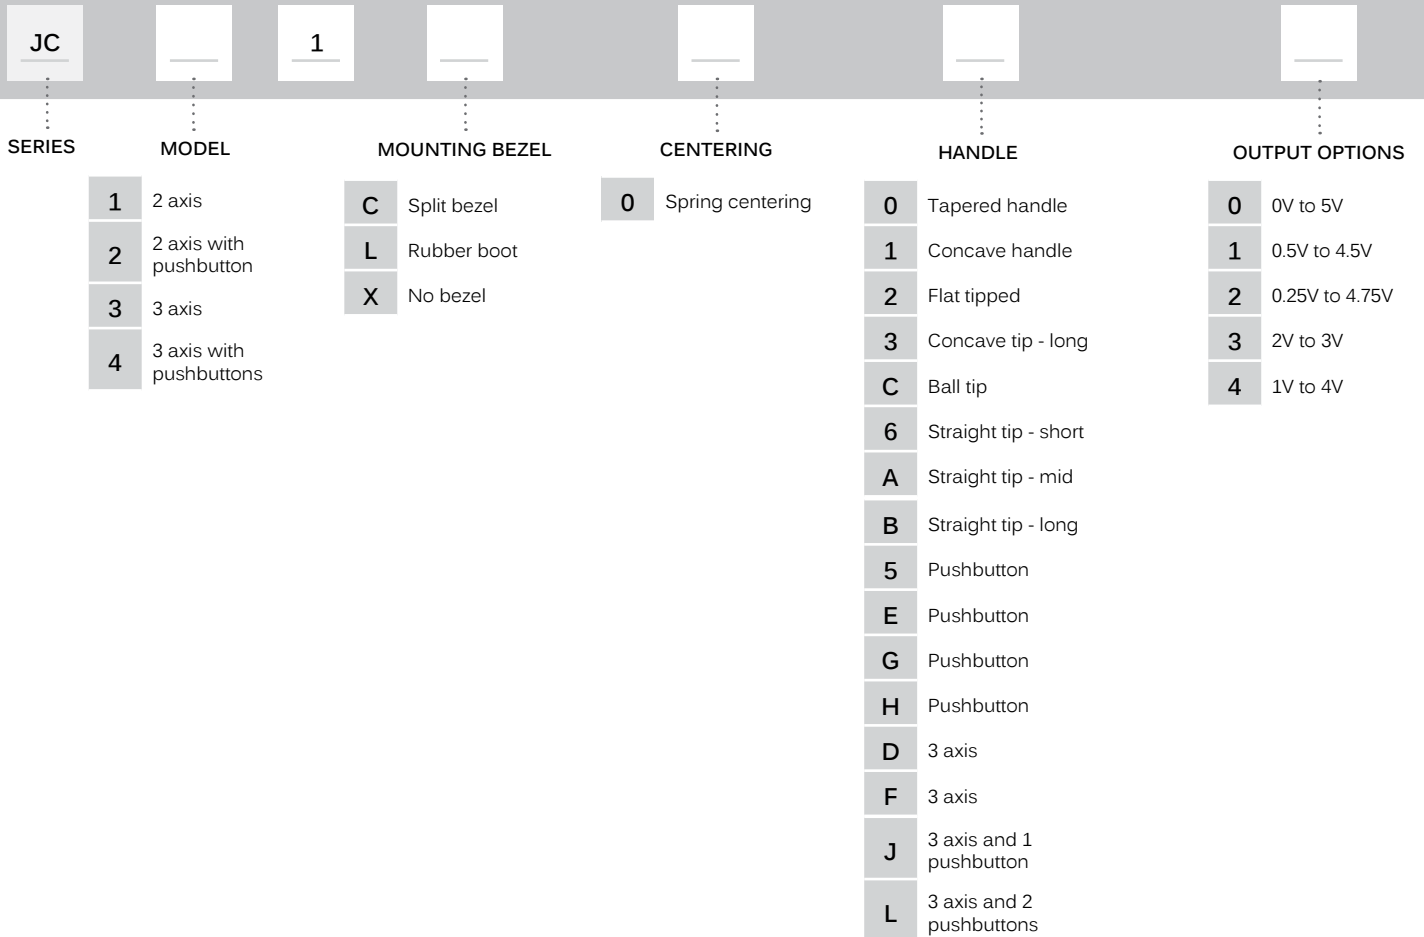 JC
1
SERIES
MODEL
1 2 axis
2 2 axis with
pushbutton
3 3 axis
4 3 axis with
pushbuttons
MOUNTING BEZEL
C Split bezel
L Rubber boot
X No bezel
CENTERING
0 Spring centering
HANDLE
0 Tapered handle
1 Concave handle
2 Flat tipped
3 Concave tip - long
C Ball tip
6 Straight tip - short
A Straight tip - mid
B Straight tip - long
5 Pushbutton
E Pushbutton
G Pushbutton
H Pushbutton
D 3 axis
F 3 axis
J 3 axis and 1
pushbutton
L 3 axis and 2
pushbuttons
OUTPUT OPTIONS
0 0V to 5V
1 0.5V to 4.5V
2 0.25V to 4.75V
3 2V to 3V
4 1V to 4V